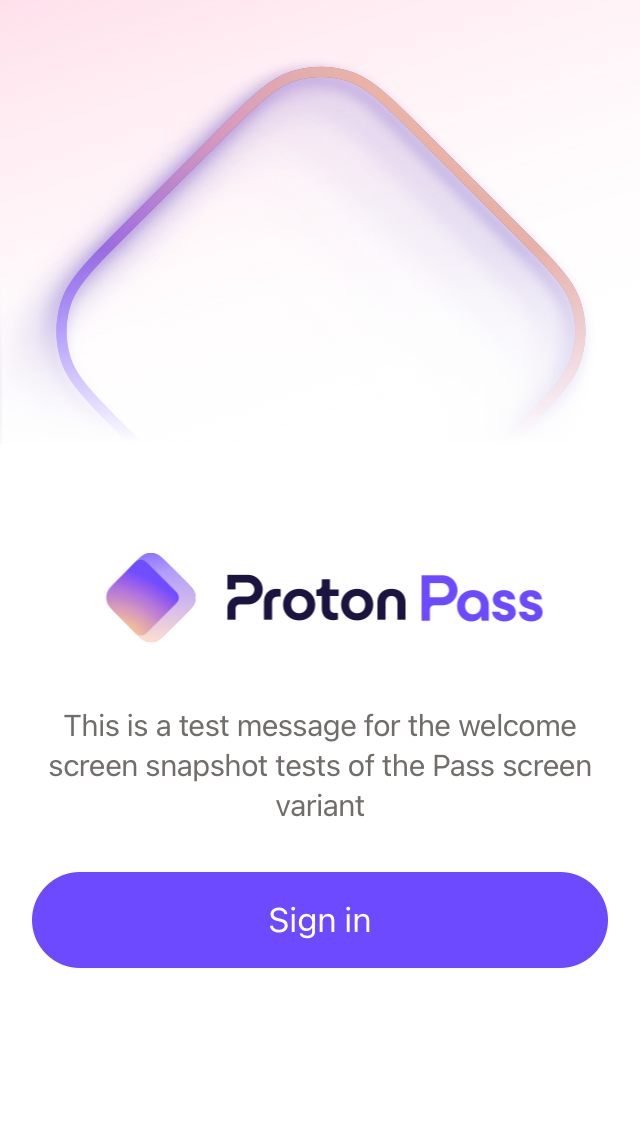 Proton Pass
This is a test message for the welcome
screen snapshot tests of the Pass screen
variant
Sign in